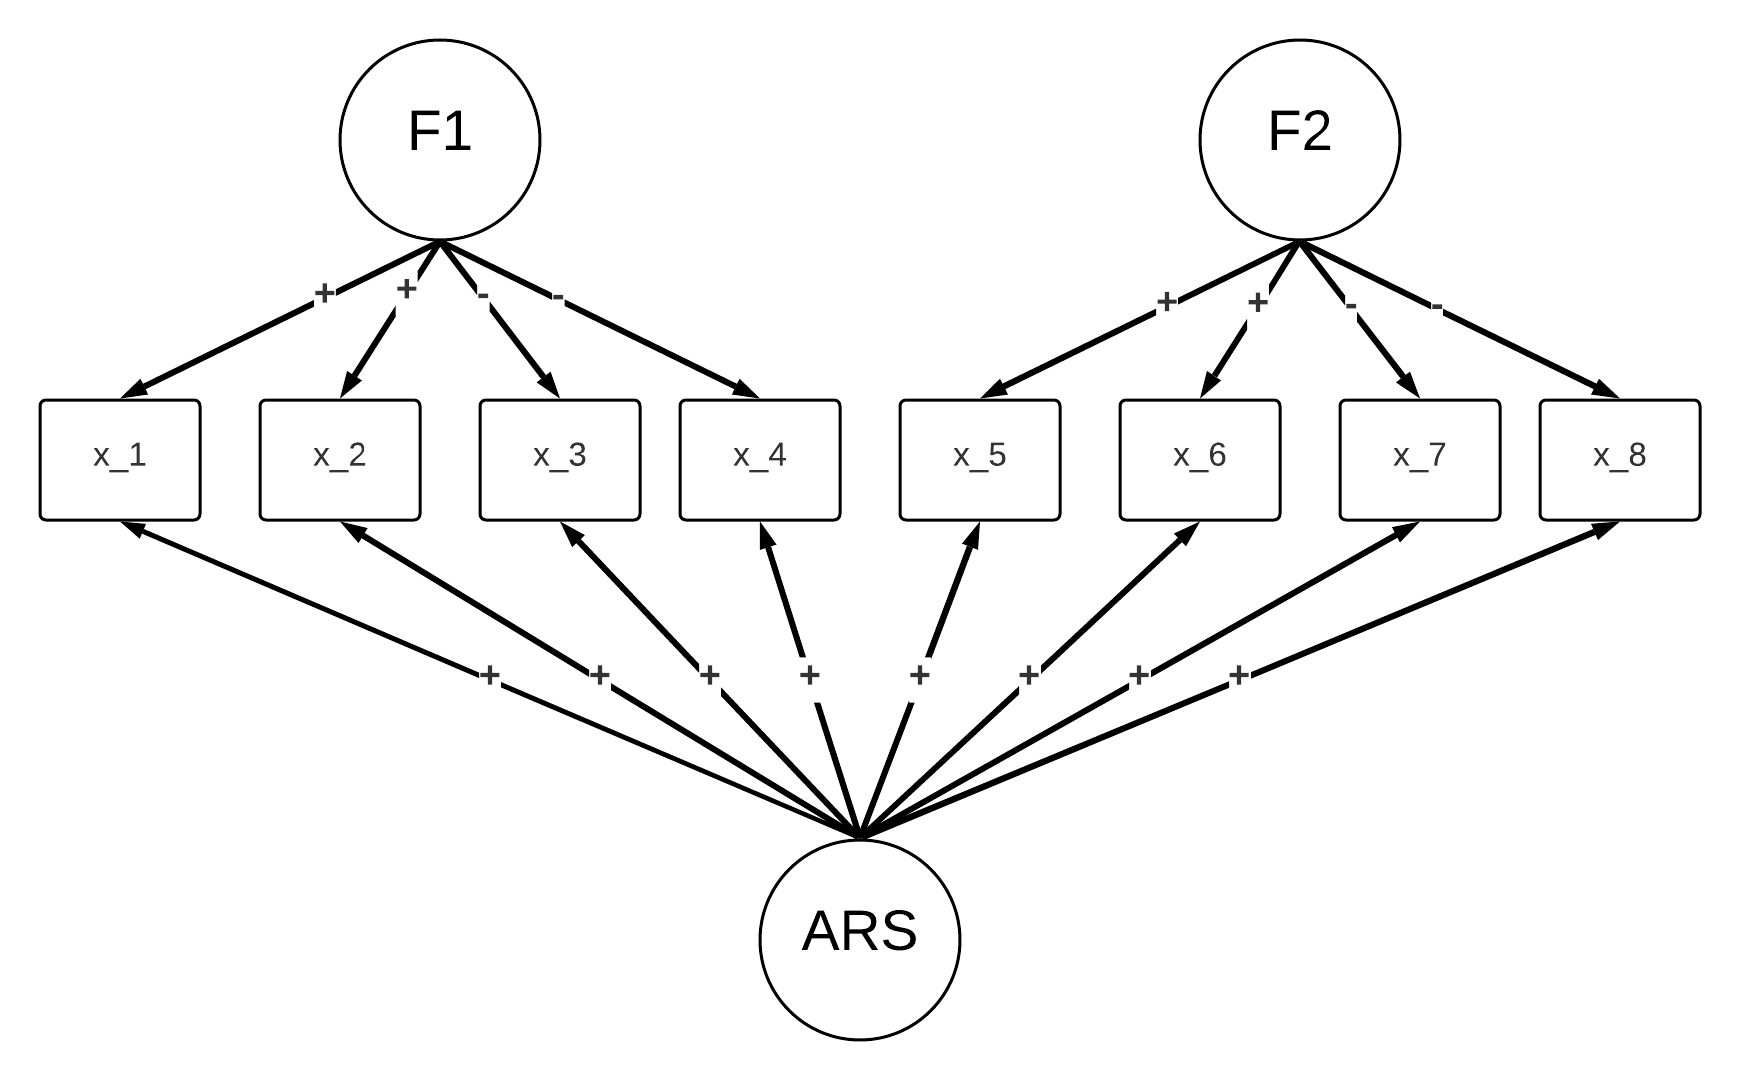 F1
F2
+ + - -
+ + - -
x_1
x_2
x_3
x_4
x_5
x_6
x_7
x_8
+ + + + + + + +
ARS